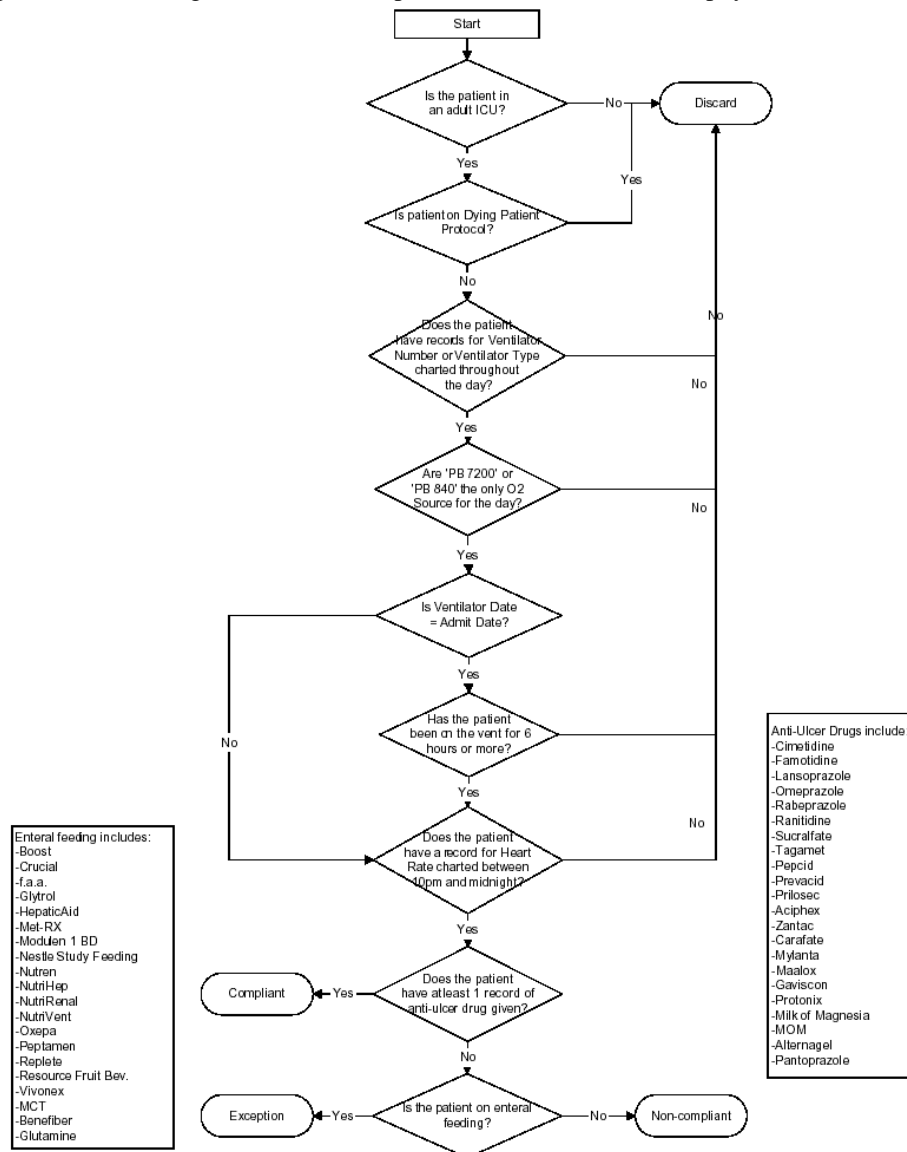 Start
Is the patient in
an adult ICU?
No
Discard
Yes
Yes
Is patient on Dying Patient
Protocol?
No
No
Does the patient
have records for Ventilator
Number or Ventilator Type
charted throughout
the day?
No
Yes
Are 'PB 7200' or
'PB 840' the only O2
Source for the day?
No
Yes
Is Ventilator Date
= Admit Date?
Yes
Has the patient
been on the vent for 6
hours or more?
No
Yes
No
Does the patient
have a record for Heart
Rate charted between
10pm and midnight?
Yes
Does the patient
have atleast 1 record of
anti-ulcer drug given?
Yes
Compliant
No
Is the patient on enteral
feeding?
Yes
Exception
No
Non-compliant
Enteral feeding includes:
-Boost
-Crucial
-f.a.a.
-Glytrol
-HepaticAid
-Met-RX
-Modulen 1 BD
-Nestle Study Feeding
-Nutren
-NutriHep
-NutriRenal
-NutriVent
-Oxepa
-Peptamen
-Replete
-Resource Fruit Bev.
-Vivonex
-MCT
-Benefiber
-Glutamine
Anti-Ulcer Drugs include:
-Cimetidine
-Famotidine
-Lansoprazole
-Omeprazole
-Rabeprazole
-Ranitidine
-Sucralfate
-Tagamet
-Pepcid
-Prevacid
-Prilosec
-Aciphex
-Zantac
-Carafate
-Mylanta
-Maalox
-Gaviscon
-Protonix
-Milk of Magnesia
-MOM
-Alternagel
-Pantoprazole